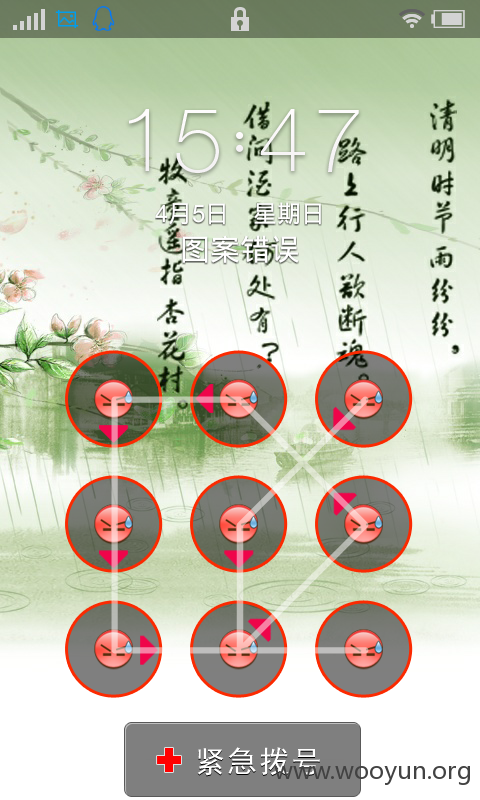 15:47
4月5日 星期日
图案错误
清明时节雨纷纷，
路上行人欲断魂。
借问酒家何处有？
牧童遥指杏花村。
紧急拨号
www.wooyun.org